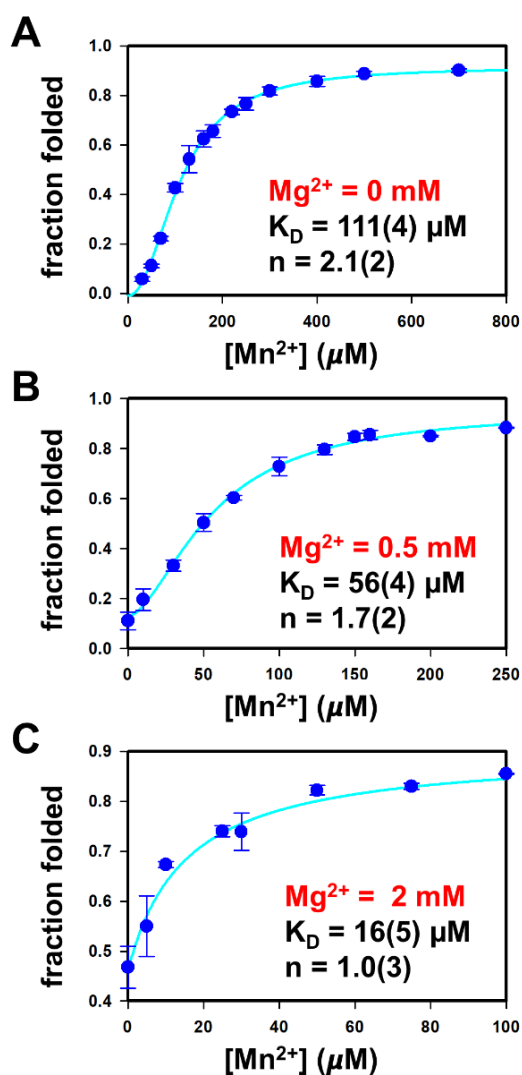 A
1.0
0.8
0.6
0.4
0.2
0.0
fraction folded
Mg²⁺ = 0 mM
K_D = 111(4) µM
n = 2.1(2)
0 200 400 600 800
[Mn²⁺] (µM)
B
1.0
0.8
0.6
0.4
0.2
0.0
fraction folded
Mg²⁺ = 0.5 mM
K_D = 56(4) µM
n = 1.7(2)
0 50 100 150 200 250
[Mn²⁺] (µM)
C
0.9
0.8
0.7
0.6
0.5
0.4
fraction folded
Mg²⁺ = 2 mM
K_D = 16(5) µM
n = 1.0(3)
0 20 40 60 80 100
[Mn²⁺] (µM)